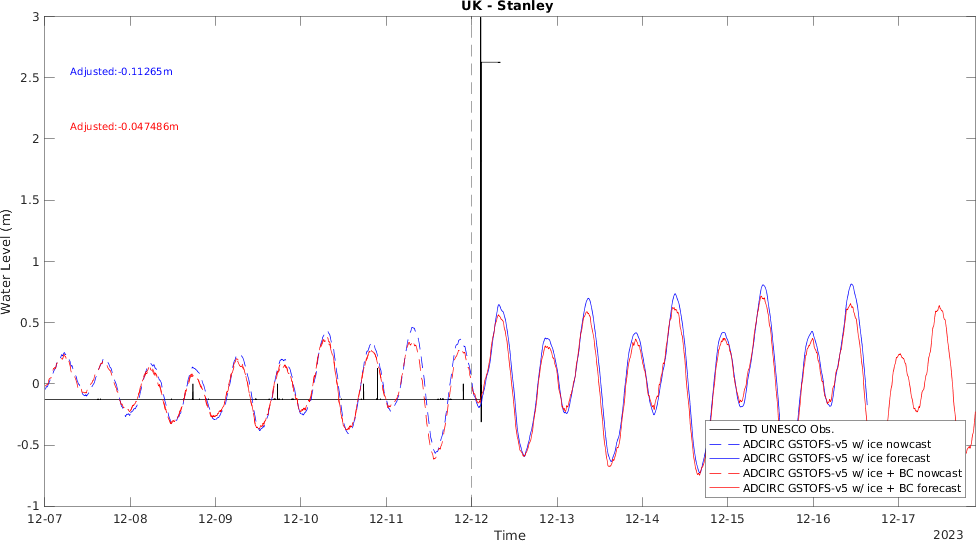 UK - Stanley
3
2.5
2
1.5
1
0.5
0
-0.5
-1
Water Level (m)
Adjusted:-0.11265m
Adjusted:-0.047486m
TD UNESCO Obs.
ADCIRC GSTOFS-v5 w/ ice nowcast
ADCIRC GSTOFS-v5 w/ ice forecast
ADCIRC GSTOFS-v5 w/ ice + BC nowcast
ADCIRC GSTOFS-v5 w/ ice + BC forecast
12-07 12-08 12-09 12-10 12-11 12-12 12-13 12-14 12-15 12-16 12-17
Time
2023